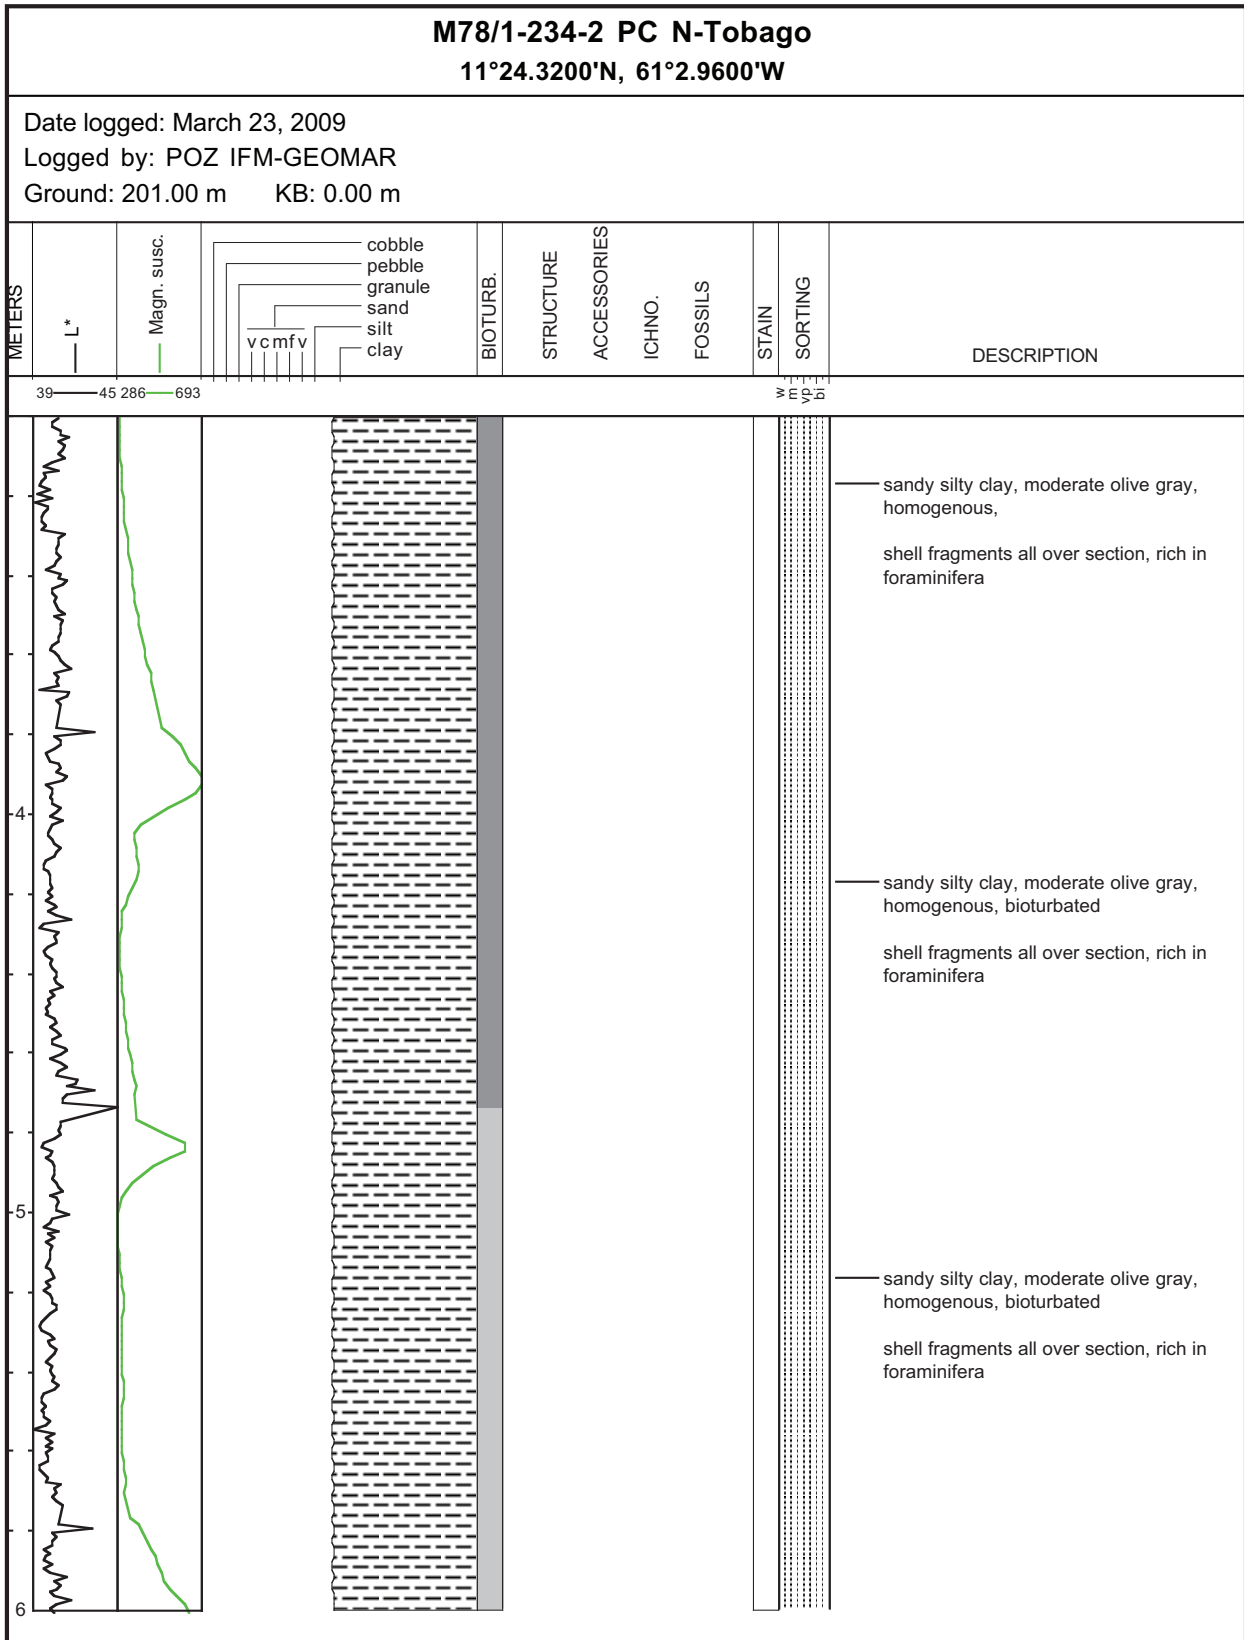 M78/1-234-2 PC N-Tobago
11°24.3200'N, 61°2.9600'W
Date logged: March 23, 2009
Logged by: POZ IFM-GEOMAR
Ground: 201.00 m KB: 0.00 m
METERS
L*
Magn. susc.
cobble
pebble
granule
sand
silt
clay
v c m f v
BIOTURB.
STRUCTURE
ACCESSORIES
ICHNO.
FOSSILS
STAIN
SORTING
DESCRIPTION
39 45 286 693
w
m
vp
bi
sandy silty clay, moderate olive gray,
homogenous,
shell fragments all over section, rich in
foraminifera
4
sandy silty clay, moderate olive gray,
homogenous, bioturbated
shell fragments all over section, rich in
foraminifera
5
sandy silty clay, moderate olive gray,
homogenous, bioturbated
shell fragments all over section, rich in
foraminifera
6